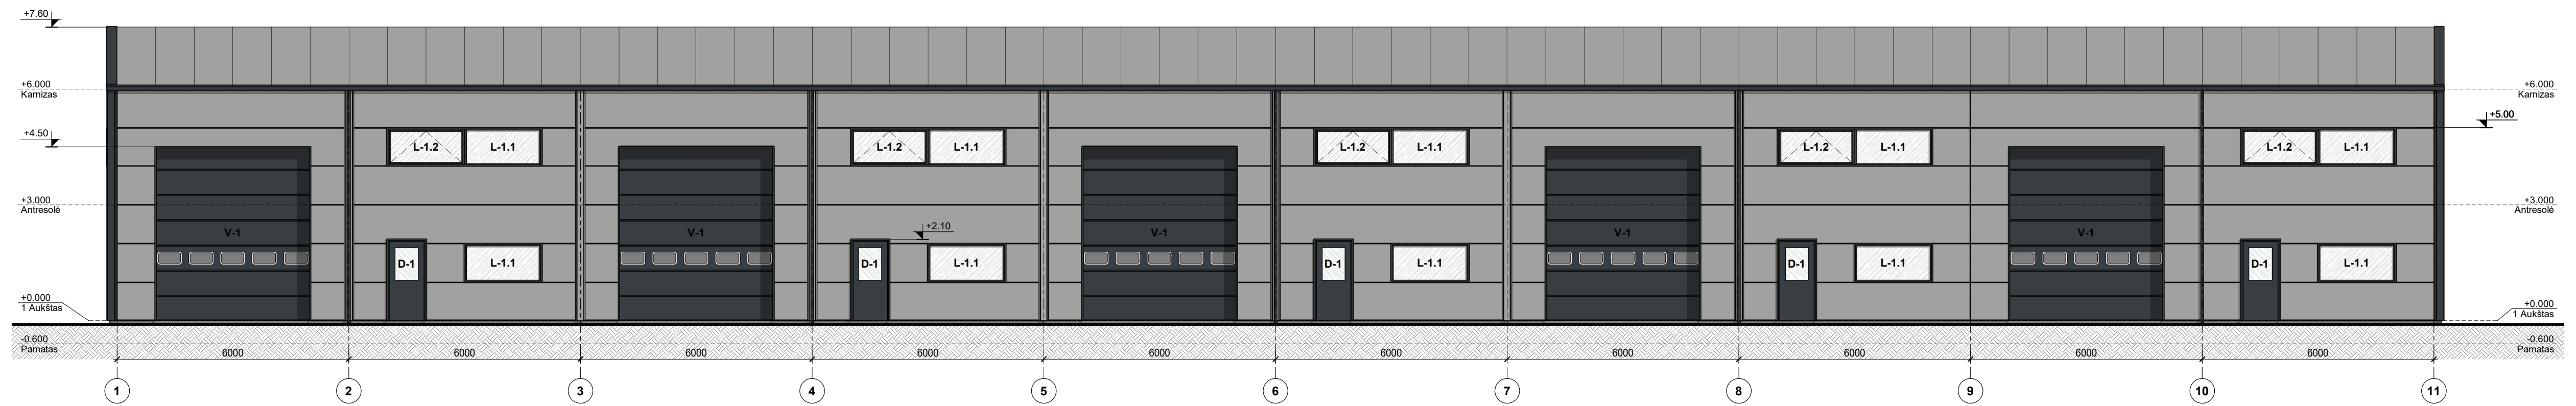 +7.60
+6.000
Karnizas
+6.000
Karnizas
+5.00
+4.50
L-1.2
L-1.1
L-1.2
L-1.1
L-1.2
L-1.1
L-1.2
L-1.1
L-1.2
L-1.1
+3.000
Antresolė
+3.000
Antresolė
+2.10
V-1
V-1
V-1
V-1
V-1
D-1
L-1.1
D-1
L-1.1
D-1
L-1.1
D-1
L-1.1
D-1
L-1.1
+0.000
1 Aukštas
+0.000
1 Aukštas
-0.600
Pamatas
-0.600
Pamatas
6000
6000
6000
6000
6000
6000
6000
6000
6000
6000
1
2
3
4
5
6
7
8
9
10
11